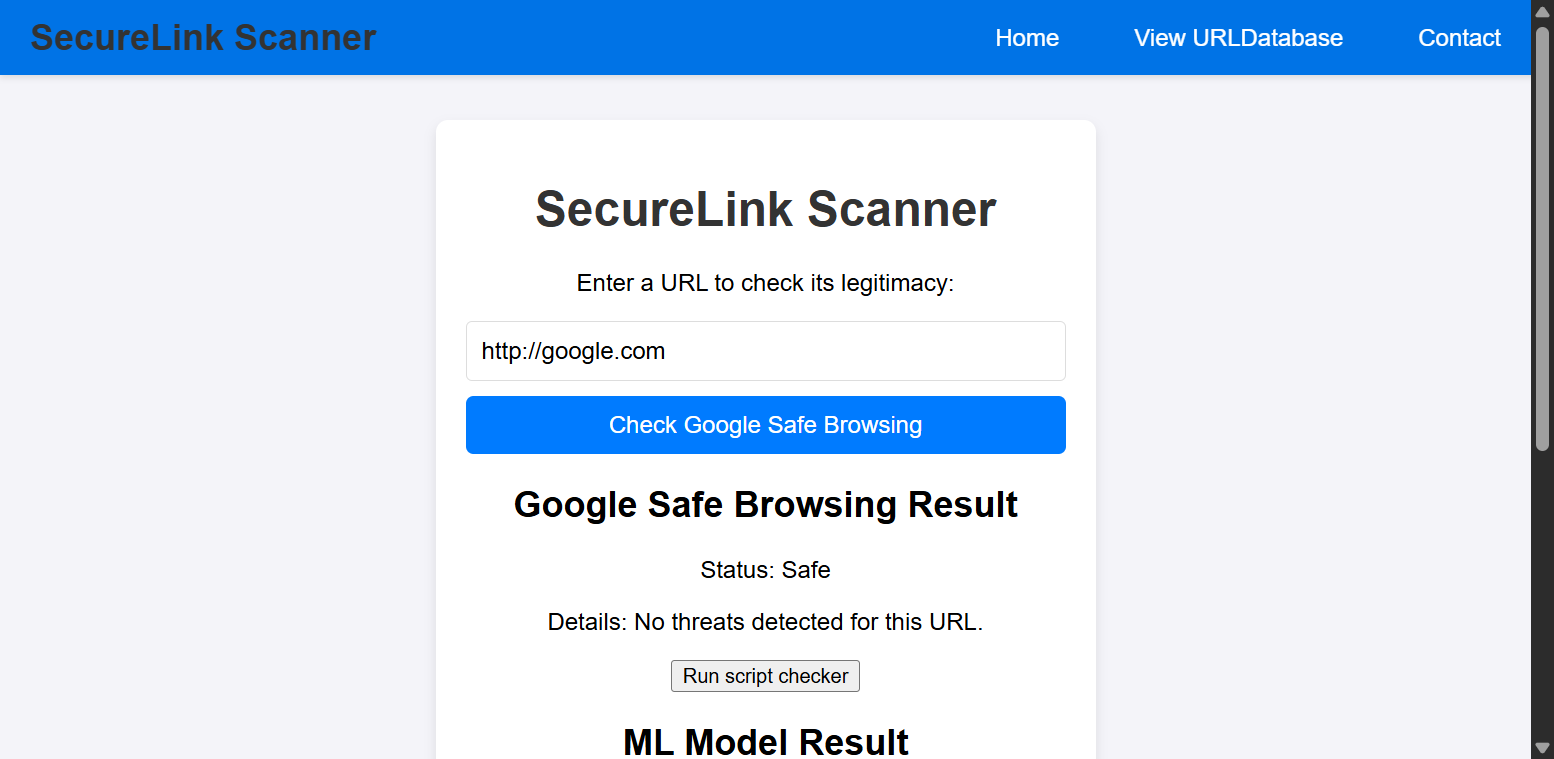 SecureLink Scanner
Home
View URLDatabase
Contact
SecureLink Scanner
Enter a URL to check its legitimacy:
http://google.com
Check Google Safe Browsing
Google Safe Browsing Result
Status: Safe
Details: No threats detected for this URL.
Run script checker
ML Model Result